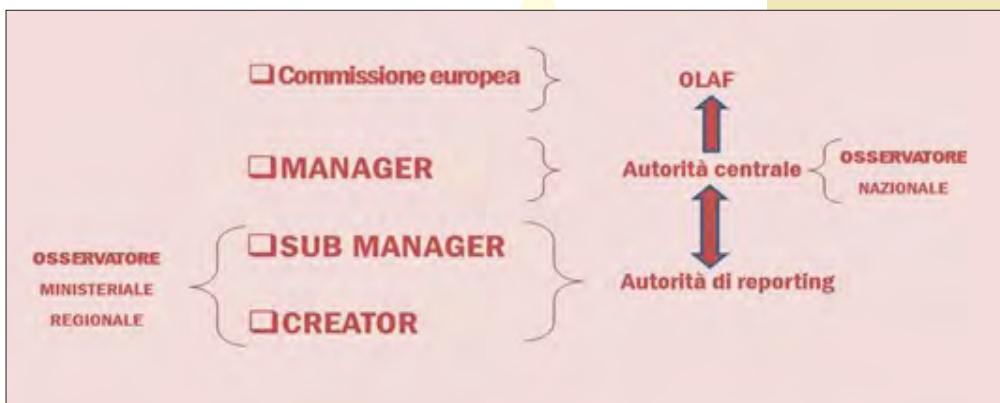 ❑Commissione europea
OLAF
❑MANAGER
Autorità centrale
OSSERVATORE
NAZIONALE
❑SUB MANAGER
❑CREATOR
OSSERVATORE
MINISTERIALE
REGIONALE
Autorità di reporting